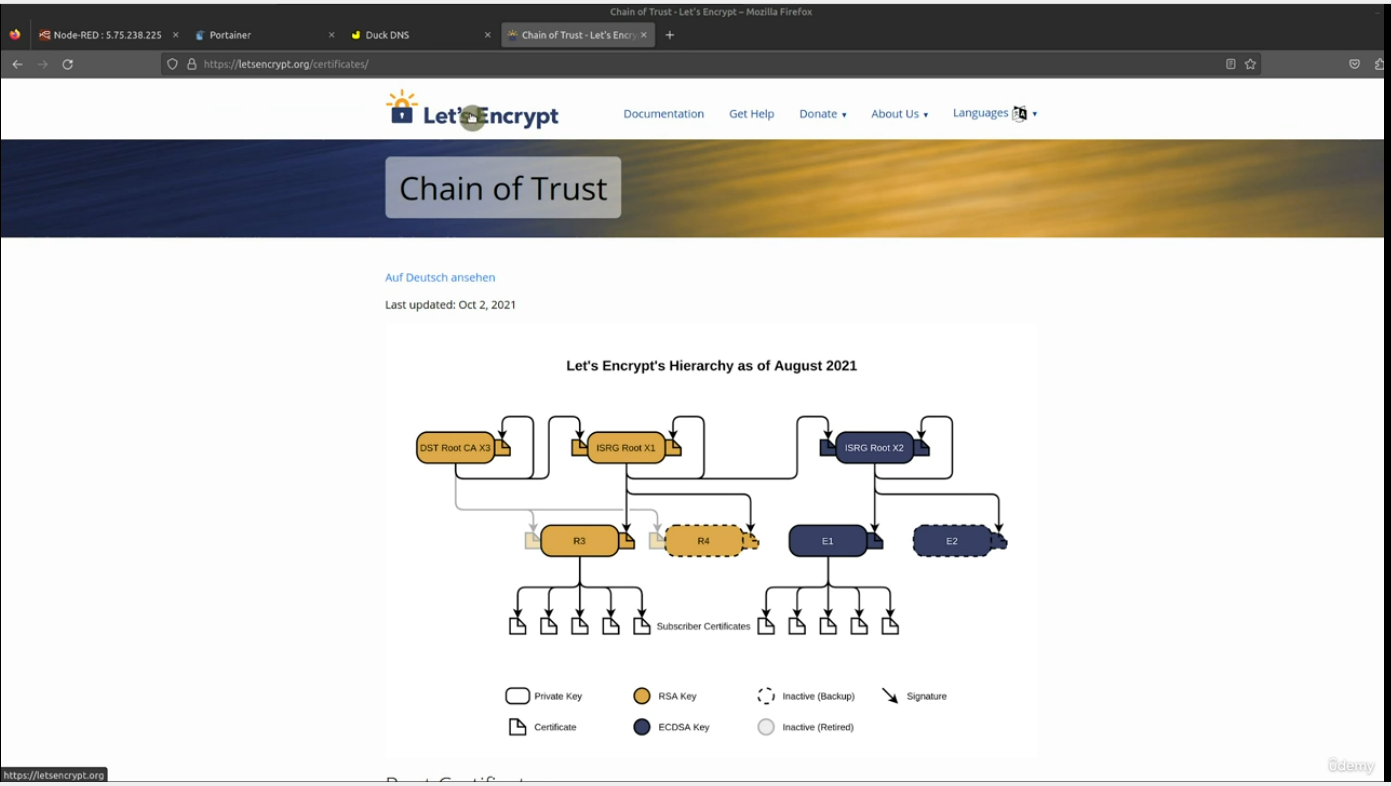 Chain of Trust - Let's Encrypt – Mozilla Firefox
Node-RED : 5.75.238.225 × Portainer × Duck DNS × Chain of Trust - Let's Encry × +
https://letsencrypt.org/certificates/
Let's Encrypt Documentation Get Help Donate ▾ About Us ▾ Languages ▾
Chain of Trust
Auf Deutsch ansehen
Last updated: Oct 2, 2021
Let's Encrypt's Hierarchy as of August 2021
DST Root CA X3 ISRG Root X1 ISRG Root X2
R3 R4 E1 E2
Subscriber Certificates
Private Key RSA Key Inactive (Backup) Signature
Certificate ECDSA Key Inactive (Retired)
https://letsencrypt.org
ûdemy